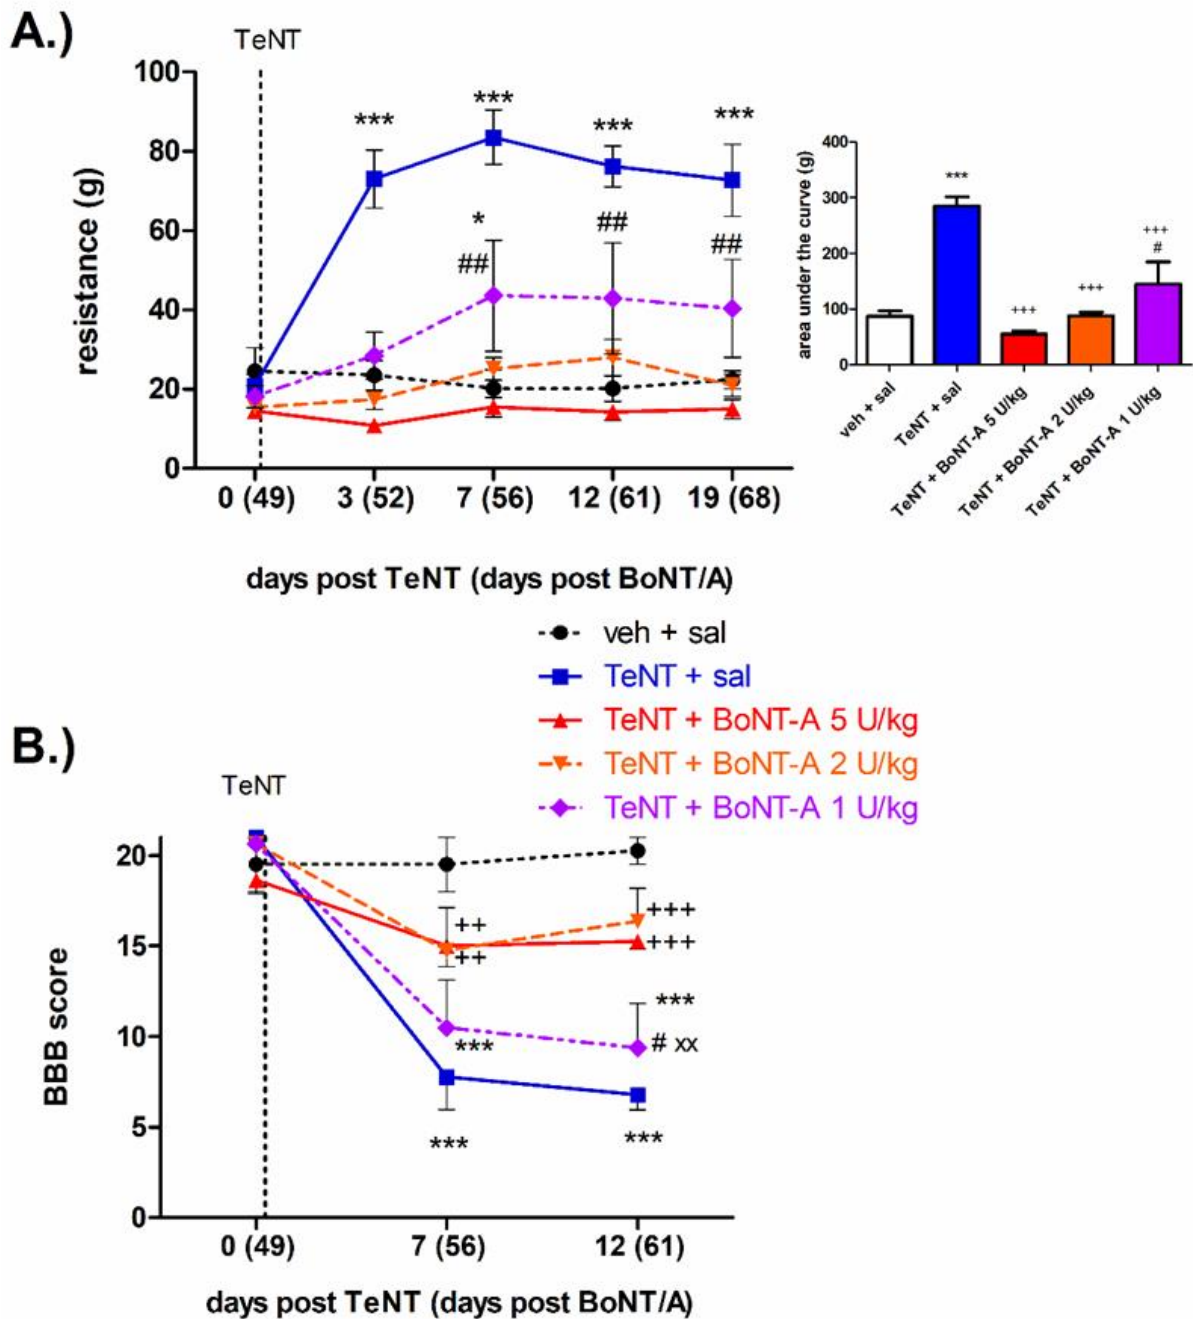 A.)
TeNT
100
80
60
40
20
0
resistance (g)
***
***
***
***
*
##
##
##
0 (49) 3 (52) 7 (56) 12 (61) 19 (68)
days post TeNT (days post BoNT/A)
400
300
200
100
0
area under the curve (g)
***
+++
+++
+++
#
veh + sal
TeNT + sal
TeNT + BoNT-A 5 U/kg
TeNT + BoNT-A 2 U/kg
TeNT + BoNT-A 1 U/kg
veh + sal
TeNT + sal
TeNT + BoNT-A 5 U/kg
TeNT + BoNT-A 2 U/kg
TeNT + BoNT-A 1 U/kg
B.)
TeNT
20
15
10
5
0
BBB score
++
++
+++
+++
***
***
# xx
***
***
0 (49) 7 (56) 12 (61)
days post TeNT (days post BoNT/A)